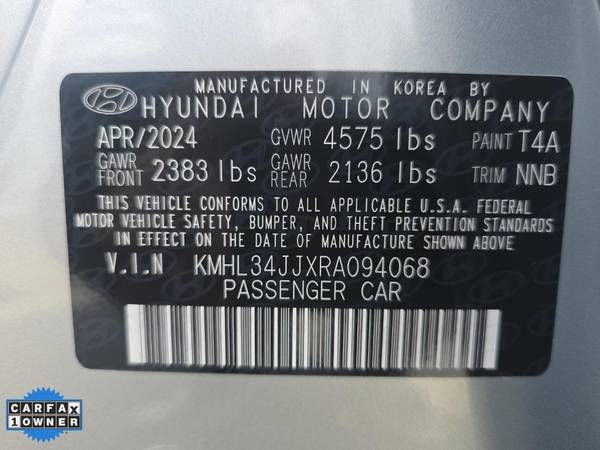 MANUFACTURED IN KOREA BY
HYUNDAI MOTOR COMPANY
APR/2024 GVWR 4575 lbs PAINT T4A
GAWR FRONT 2383 lbs GAWR REAR 2136 lbs TRIM NNB
THIS VEHICLE CONFORMS TO ALL APPLICABLE U.S.A. FEDERAL
MOTOR VEHICLE SAFETY, BUMPER, AND THEFT PREVENTION STANDARDS
IN EFFECT ON THE DATE OF MANUFACTURE SHOWN ABOVE
V.I.N KMHL34JJXRA094068
PASSENGER CAR
CARFAX
1 OWNER